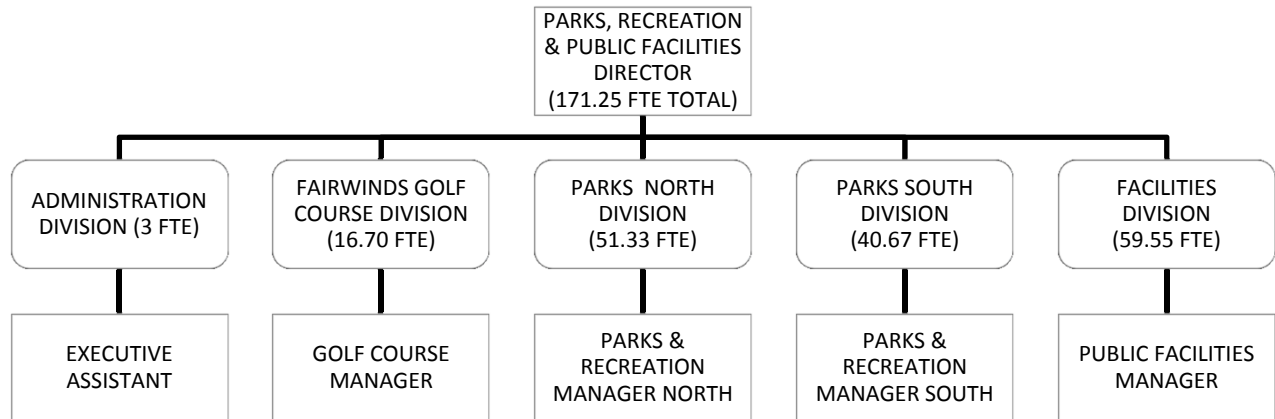 PARKS, RECREATION
& PUBLIC FACILITIES
DIRECTOR
(171.25 FTE TOTAL)
ADMINISTRATION
DIVISION (3 FTE)
FAIRWINDS GOLF
COURSE DIVISION
(16.70 FTE)
PARKS NORTH
DIVISION
(51.33 FTE)
PARKS SOUTH
DIVISION
(40.67 FTE)
FACILITIES
DIVISION
(59.55 FTE)
EXECUTIVE
ASSISTANT
GOLF COURSE
MANAGER
PARKS &
RECREATION
MANAGER NORTH
PARKS &
RECREATION
MANAGER SOUTH
PUBLIC FACILITIES
MANAGER